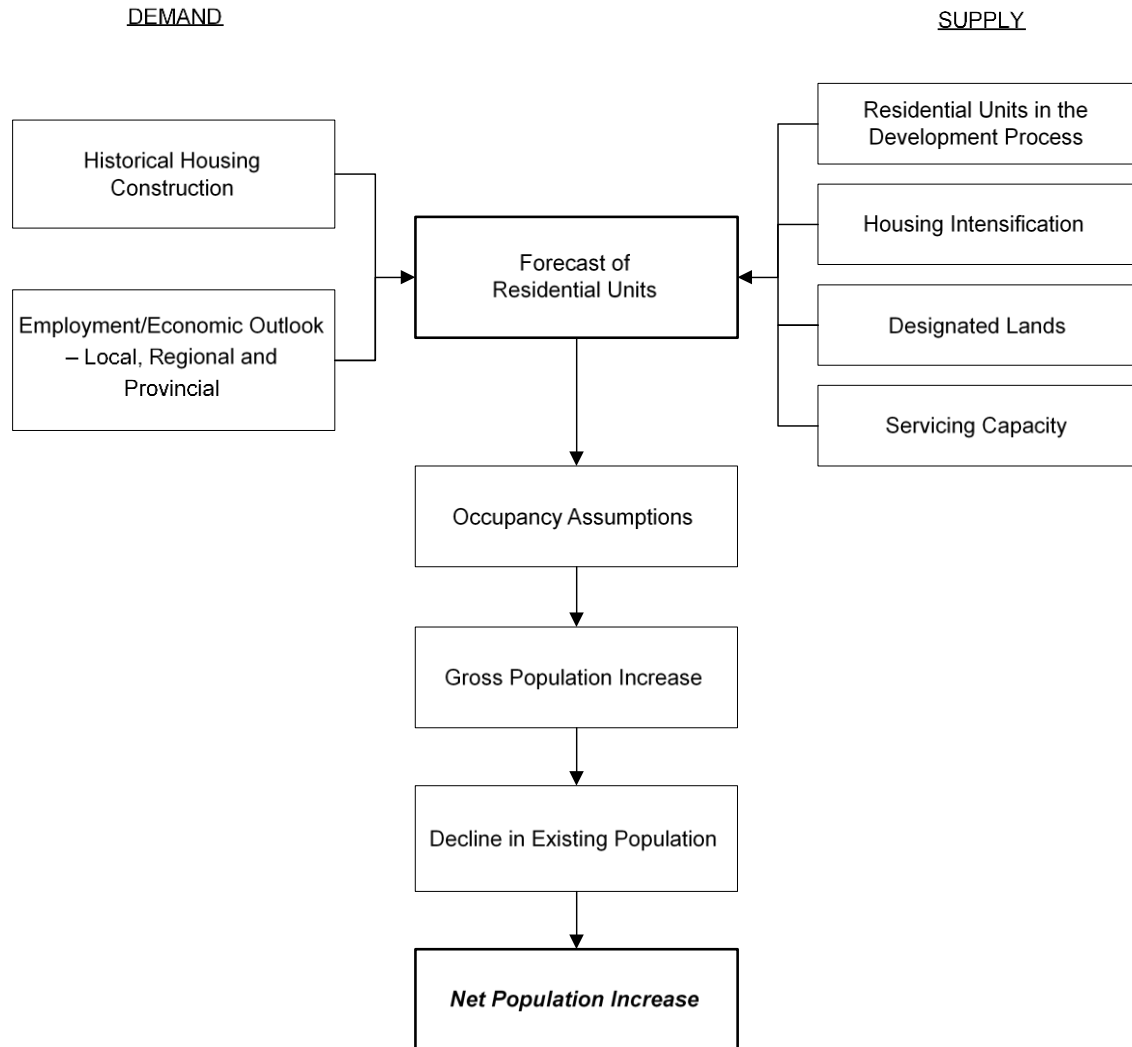 DEMAND
SUPPLY
Historical Housing
Construction
Employment/Economic Outlook
– Local, Regional and
Provincial
Forecast of
Residential Units
Residential Units in the
Development Process
Housing Intensification
Designated Lands
Servicing Capacity
Occupancy Assumptions
Gross Population Increase
Decline in Existing Population
Net Population Increase